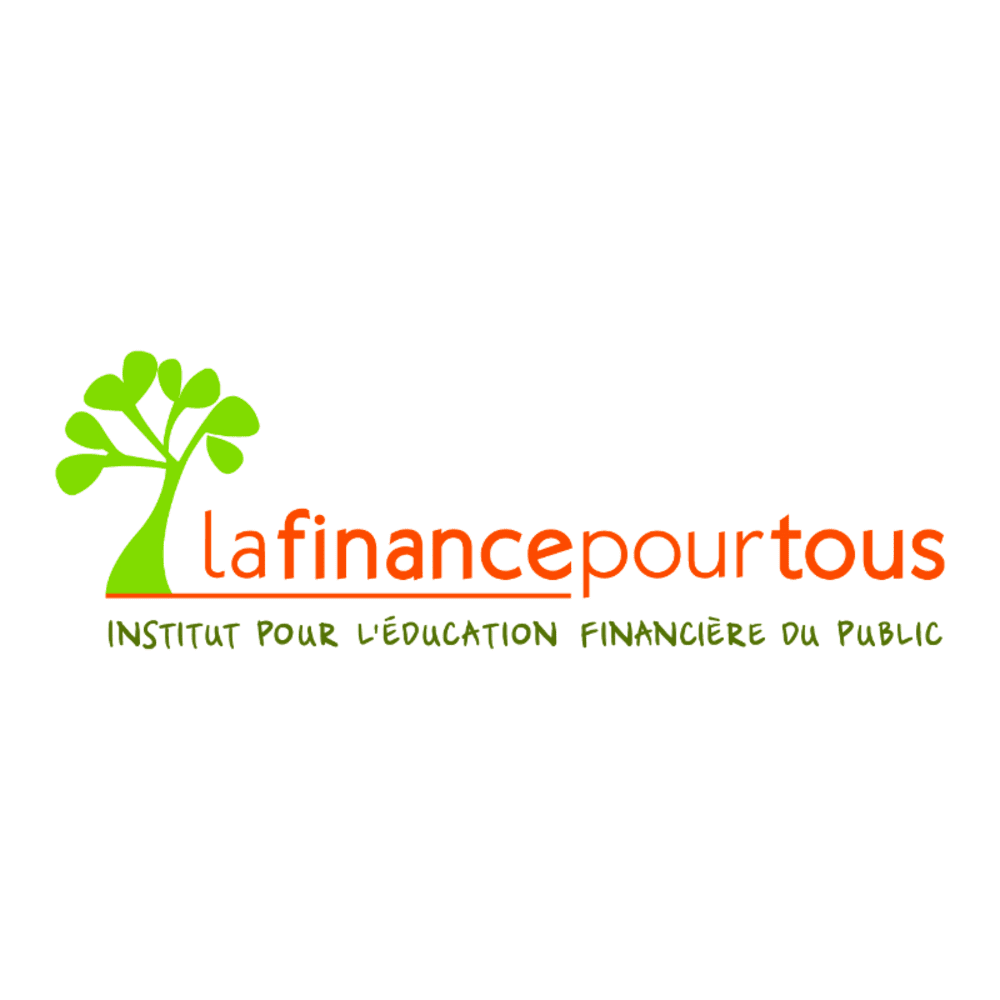 lafinancepourtous
INSTITUT POUR L'ÉDUCATION FINANCIÈRE DU PUBLIC